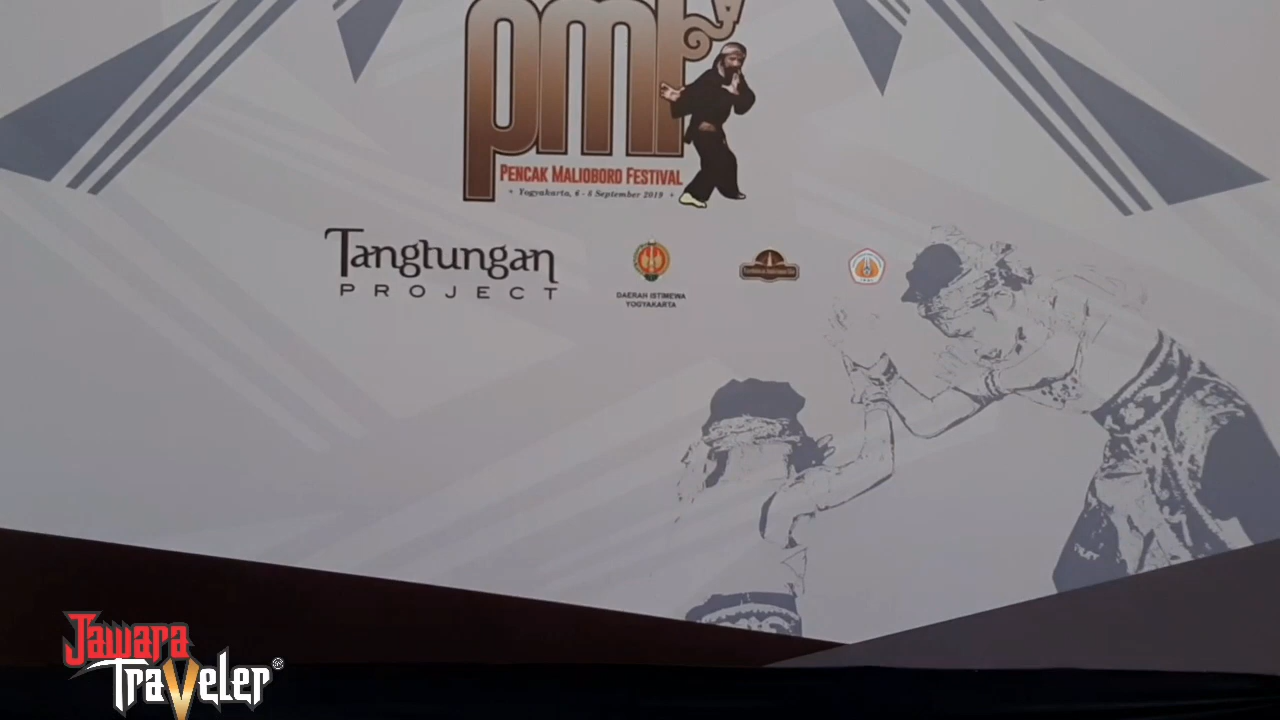 pmf
PENCAK MALIOBORO FESTIVAL
Yogyakarta, 6 - 8 September 2019
Tangtungan
PROJECT
DAERAH ISTIMEWA
YOGYAKARTA
Jawara
Traveler